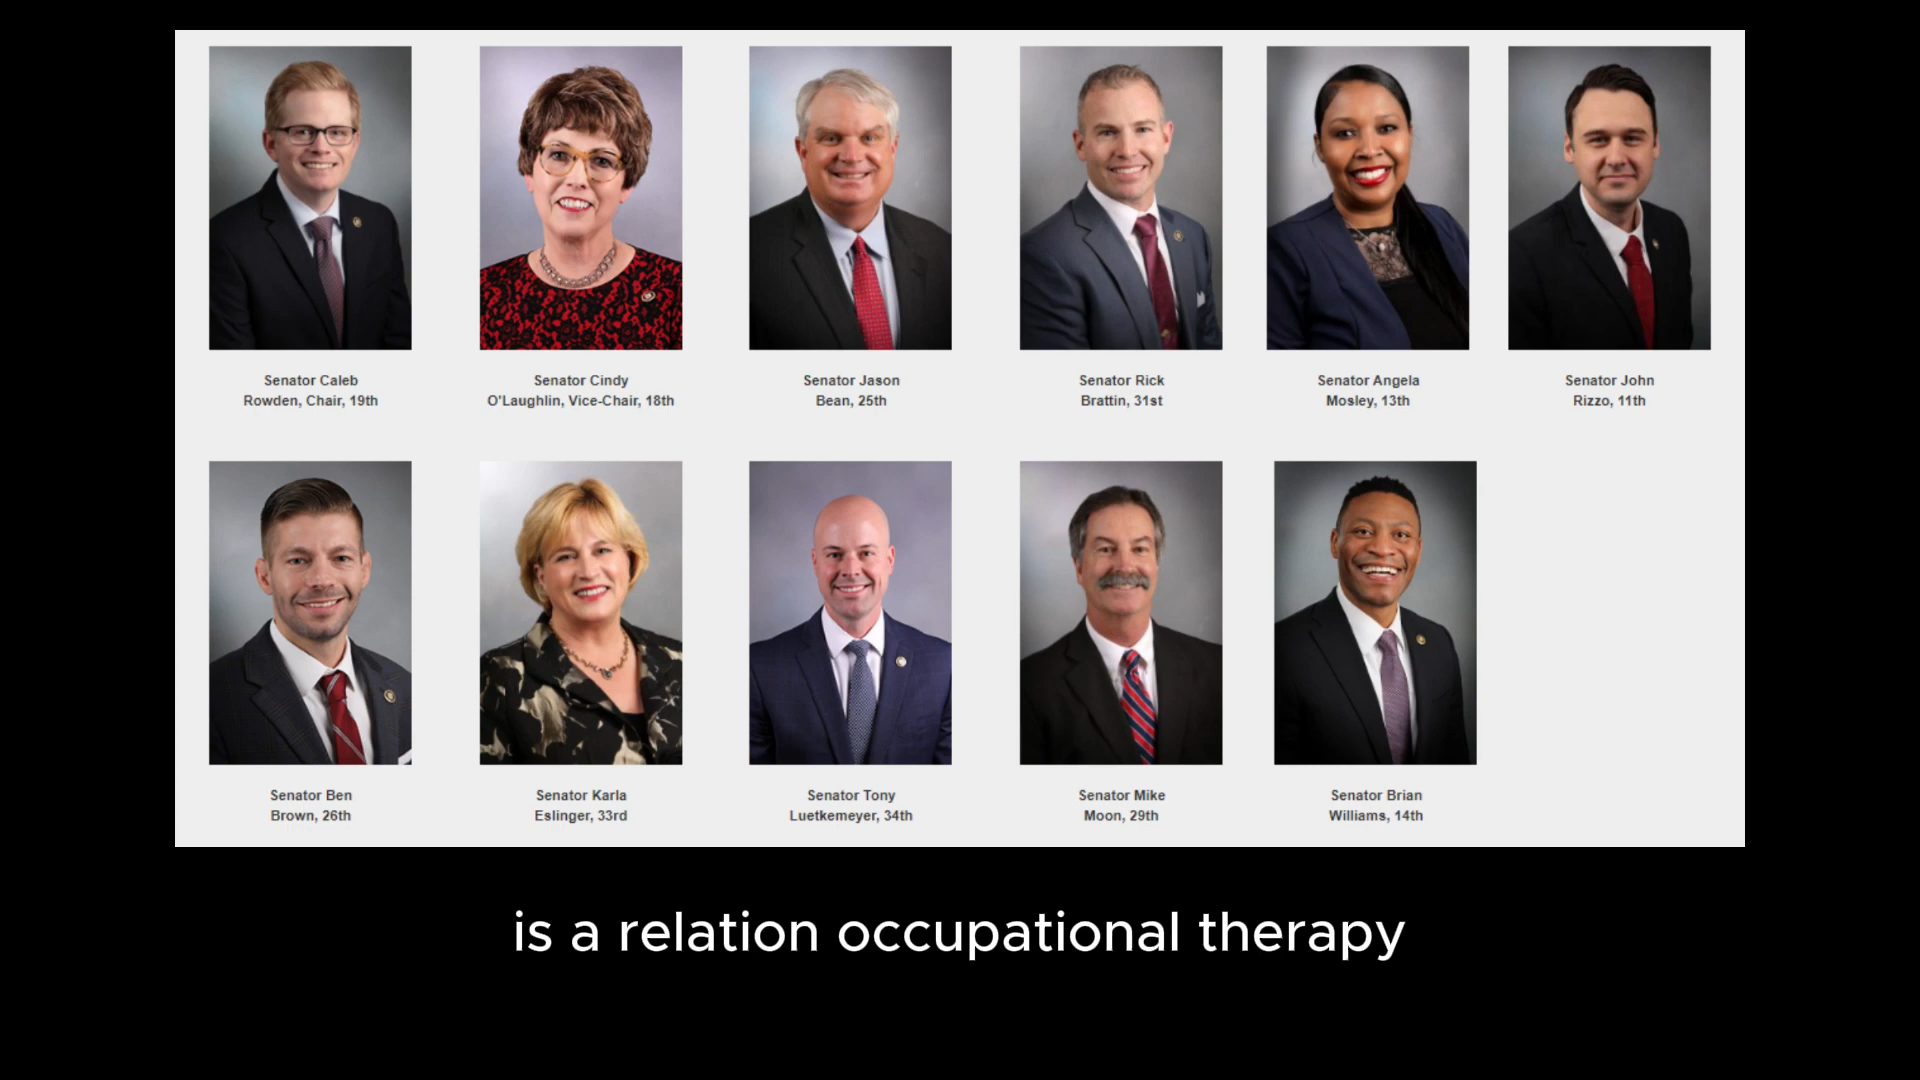 Senator Caleb
Rowden, Chair, 19th
Senator Cindy
O'Laughlin, Vice-Chair, 18th
Senator Jason
Bean, 25th
Senator Rick
Brattin, 31st
Senator Angela
Mosley, 13th
Senator John
Rizzo, 11th
Senator Ben
Brown, 26th
Senator Karla
Eslinger, 33rd
Senator Tony
Luetkemeyer, 34th
Senator Mike
Moon, 29th
Senator Brian
Williams, 14th
is a relation occupational therapy